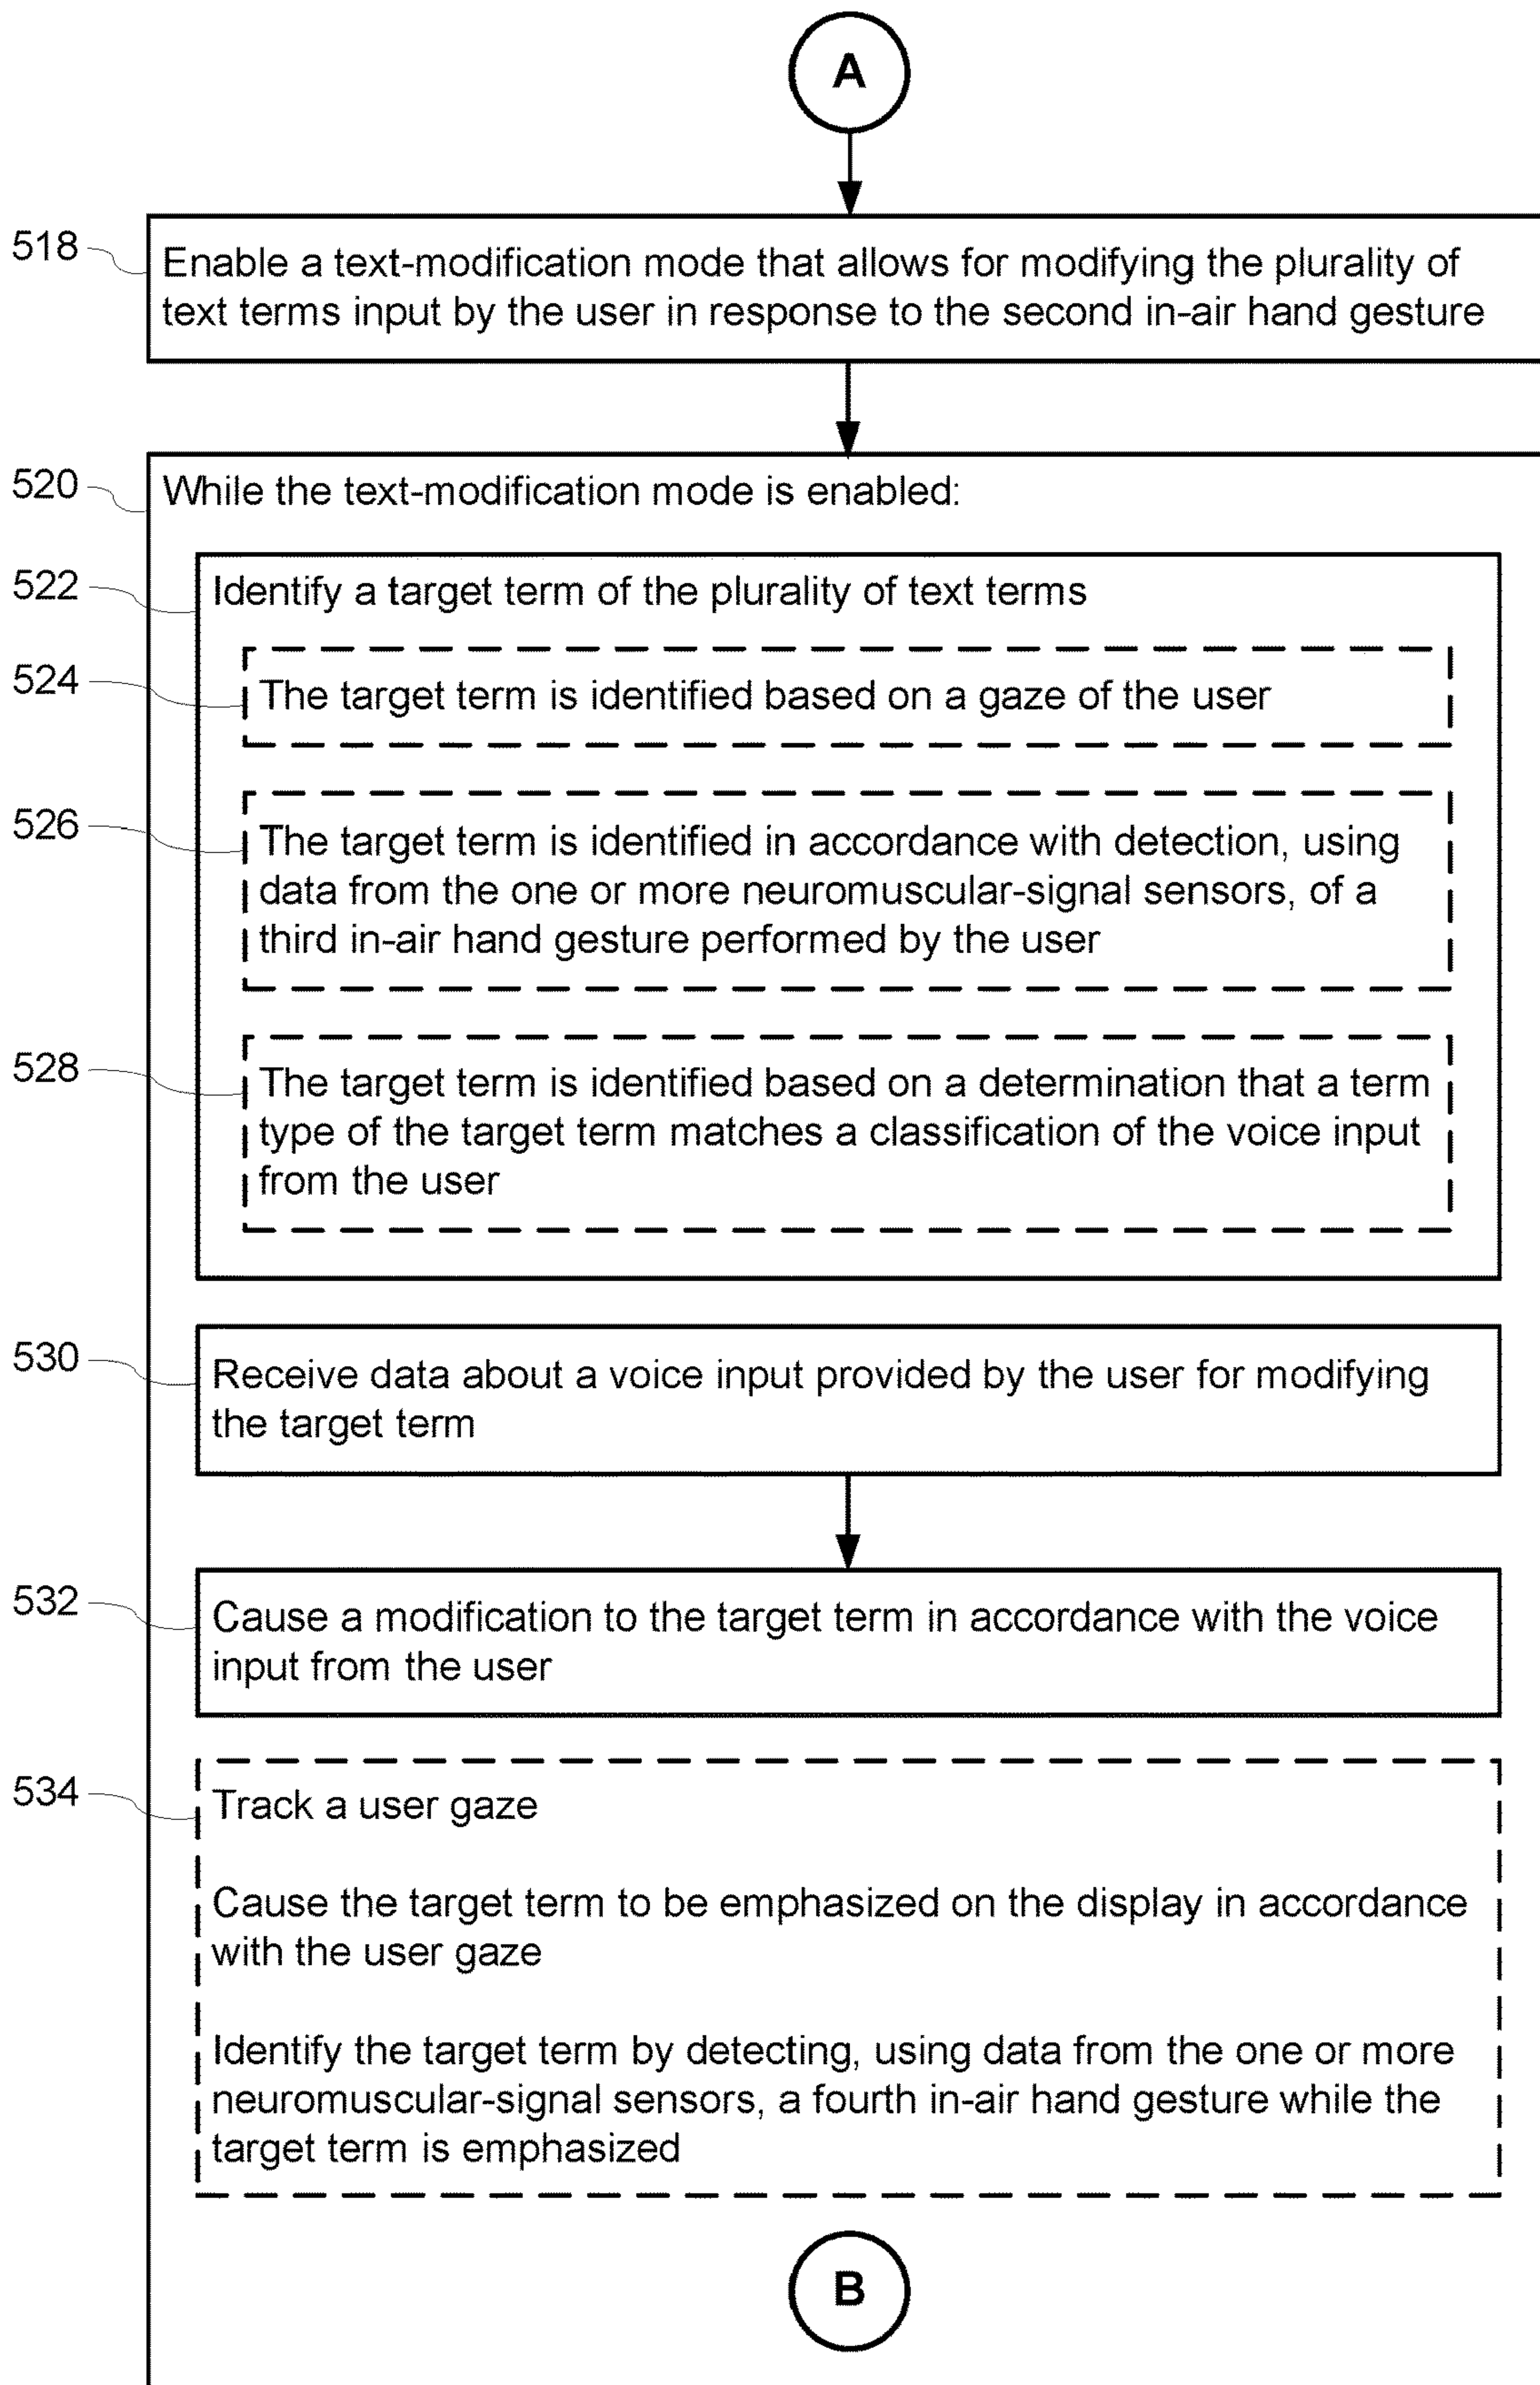 A
518
Enable a text-modification mode that allows for modifying the plurality of
text terms input by the user in response to the second in-air hand gesture
520
While the text-modification mode is enabled:
522
Identify a target term of the plurality of text terms
524
The target term is identified based on a gaze of the user
526
The target term is identified in accordance with detection, using
data from the one or more neuromuscular-signal sensors, of a
third in-air hand gesture performed by the user
528
The target term is identified based on a determination that a term
type of the target term matches a classification of the voice input
from the user
530
Receive data about a voice input provided by the user for modifying
the target term
532
Cause a modification to the target term in accordance with the voice
input from the user
534
Track a user gaze
Cause the target term to be emphasized on the display in accordance
with the user gaze
Identify the target term by detecting, using data from the one or more
neuromuscular-signal sensors, a fourth in-air hand gesture while the
target term is emphasized
B